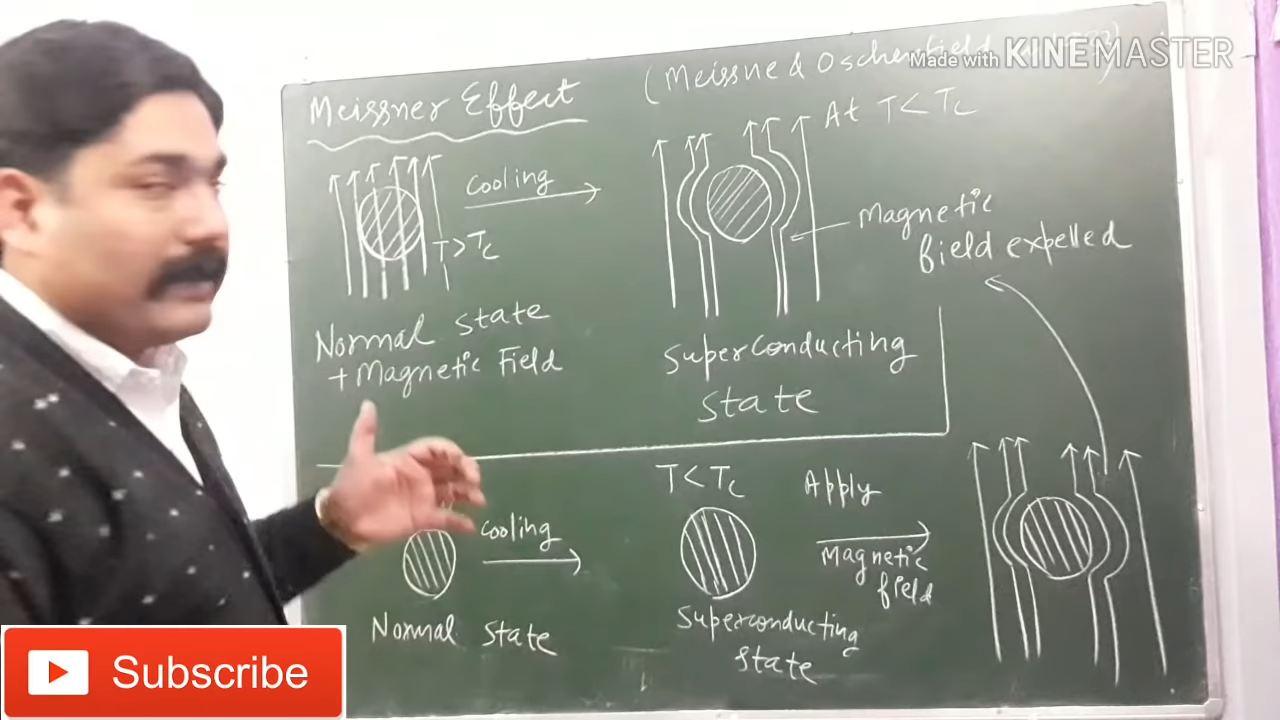 Meissner Effect
(Meissne & Oschenfield
Made with KINEMASTER
At T < Tc
Cooling
T > Tc
Magnetic
field expelled
Normal State
+ Magnetic Field
Superconducting
State
T < Tc
Apply
Cooling
Magnetic
field
Normal State
Superconducting
State
Subscribe